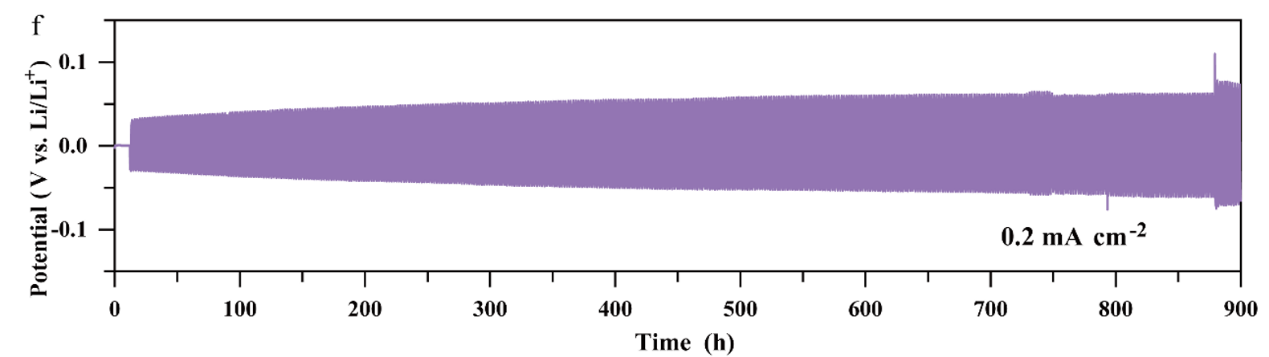 f
Potential ( V vs. Li/Li⁺)
0.1
0.0
-0.1
0.2 mA cm⁻²
0 100 200 300 400 500 600 700 800 900
Time (h)